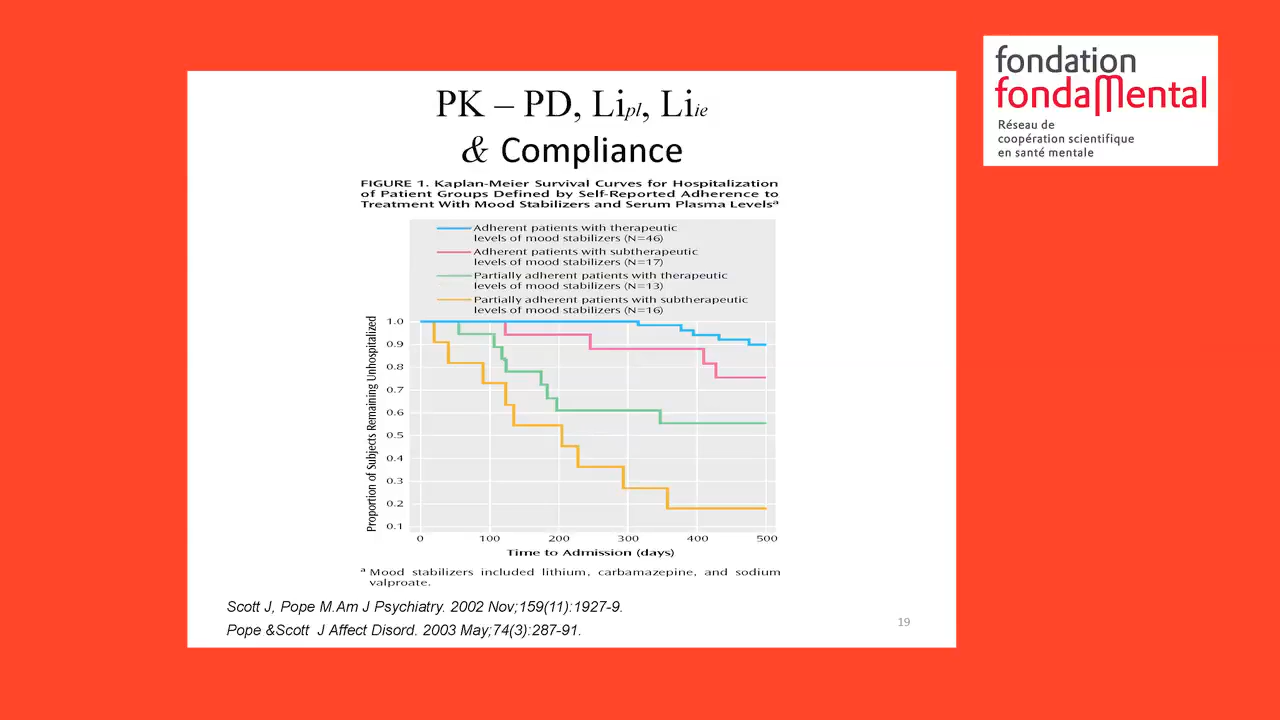 fondation
fondaMental
Réseau de
coopération scientifique
en santé mentale
PK – PD, Lipl, Liie
& Compliance
FIGURE 1. Kaplan-Meier Survival Curves for Hospitalization
of Patient Groups Defined by Self-Reported Adherence to
Treatment With Mood Stabilizers and Serum Plasma Levelsa
Adherent patients with therapeutic
levels of mood stabilizers (N=46)
Adherent patients with subtherapeutic
levels of mood stabilizers (N=17)
Partially adherent patients with therapeutic
levels of mood stabilizers (N=13)
Partially adherent patients with subtherapeutic
levels of mood stabilizers (N=16)
Proportion of Subjects Remaining Unhospitalized
1.0
0.9
0.8
0.7
0.6
0.5
0.4
0.3
0.2
0.1
0 100 200 300 400 500
Time to Admission (days)
a Mood stabilizers included lithium, carbamazepine, and sodium
valproate.
Scott J, Pope M.Am J Psychiatry. 2002 Nov;159(11):1927-9.
Pope &Scott J Affect Disord. 2003 May;74(3):287-91.
19